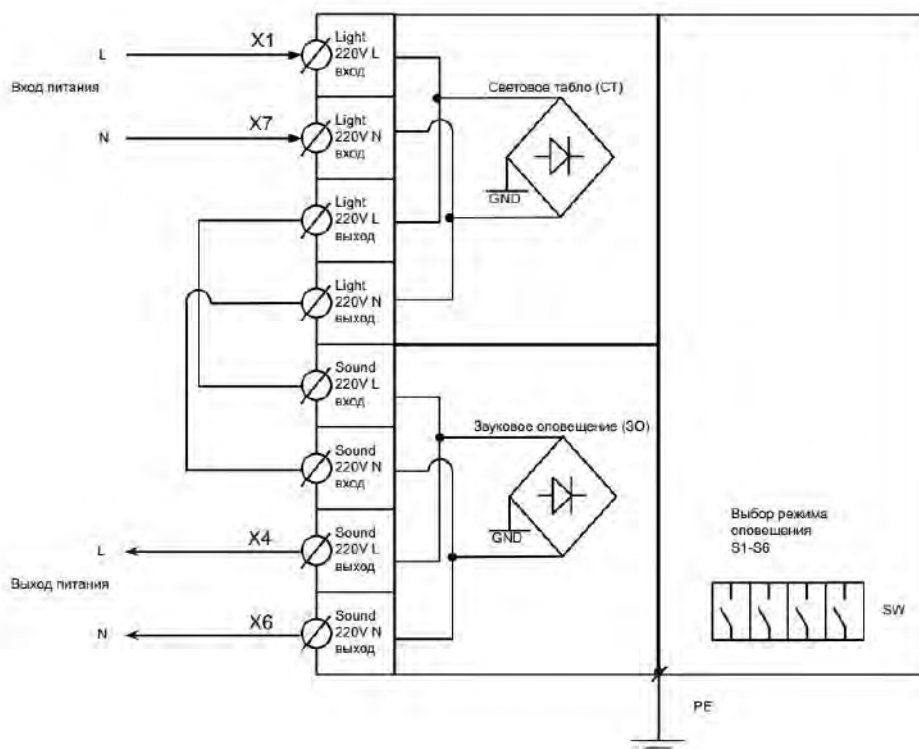 X1
Light
220V L
вход
L
Вход питания
N
X7
Light
220V N
вход
Световое табло (СТ)
GND
Light
220V L
выход
Light
220V N
выход
Sound
220V L
вход
Sound
220V N
вход
Звуковое оповещение (ЗО)
GND
L
X4
Sound
220V L
выход
Выход питания
N
X6
Sound
220V N
выход
Выбор режима
оповещения
S1-S6
SW
PE